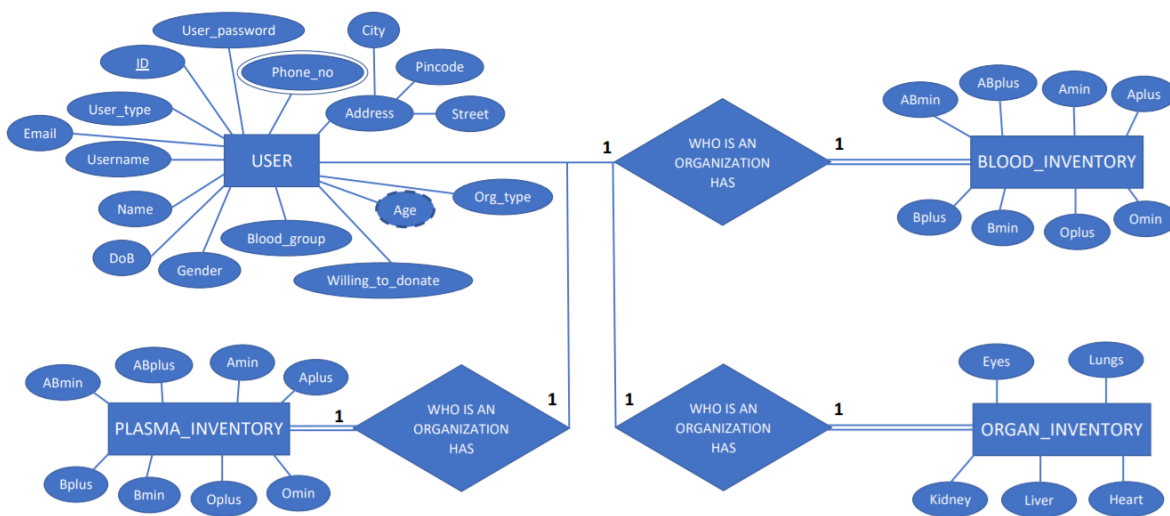 User_password
City
ID
Phone_no
Pincode
User_type
Address
Street
Email
Username
USER
Name
DoB
Gender
Blood_group
Willing_to_donate
Age
Org_type
1
WHO IS AN
ORGANIZATION
HAS
1
ABmin
ABplus
Amin
Aplus
BLOOD_INVENTORY
Bplus
Bmin
Oplus
Omin
ABmin
ABplus
Amin
Aplus
PLASMA_INVENTORY
Bplus
Bmin
Oplus
Omin
1
WHO IS AN
ORGANIZATION
HAS
1
1
WHO IS AN
ORGANIZATION
HAS
1
Eyes
Lungs
ORGAN_INVENTORY
Kidney
Liver
Heart